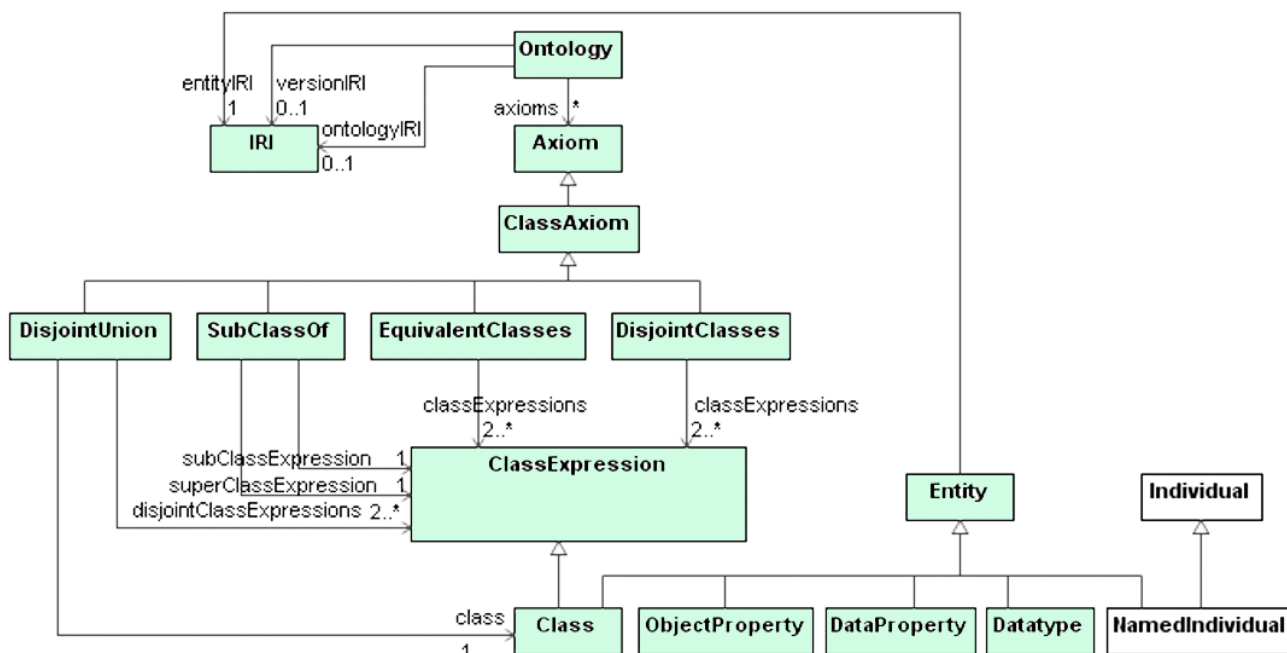 Ontology
entityIRI versionIRI
1 0..1
axioms *
ontologyIRI
IRI
Axiom
0..1
ClassAxiom
DisjointUnion SubClassOf EquivalentClasses DisjointClasses
classExpressions classExpressions
2..* 2..*
subClassExpression 1
ClassExpression
superClassExpression 1
disjointClassExpressions 2..*
Entity Individual
class
1
Class ObjectProperty DataProperty Datatype NamedIndividual